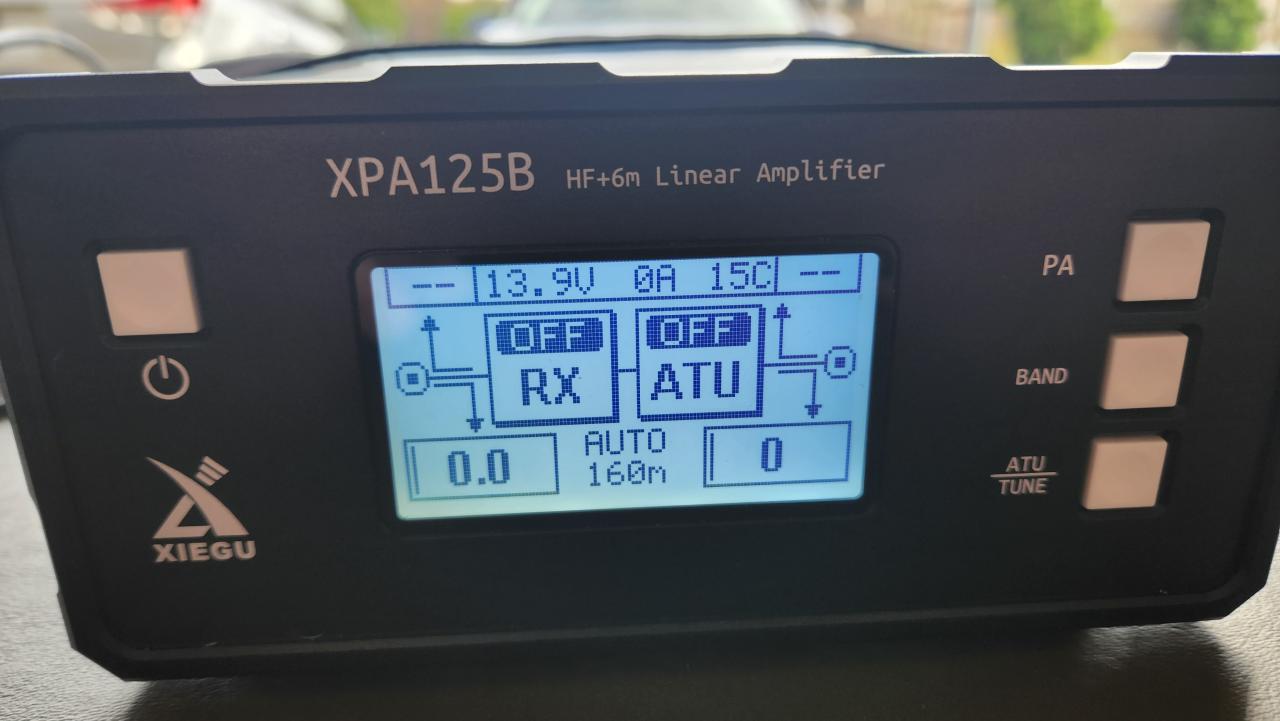 XPA125B HF+6m Linear Amplifier
-- 13.9V 0A 15C --
OFF OFF
RX ATU
AUTO
0.0 160m 0
PA
BAND
ATU
TUNE
XIEGU